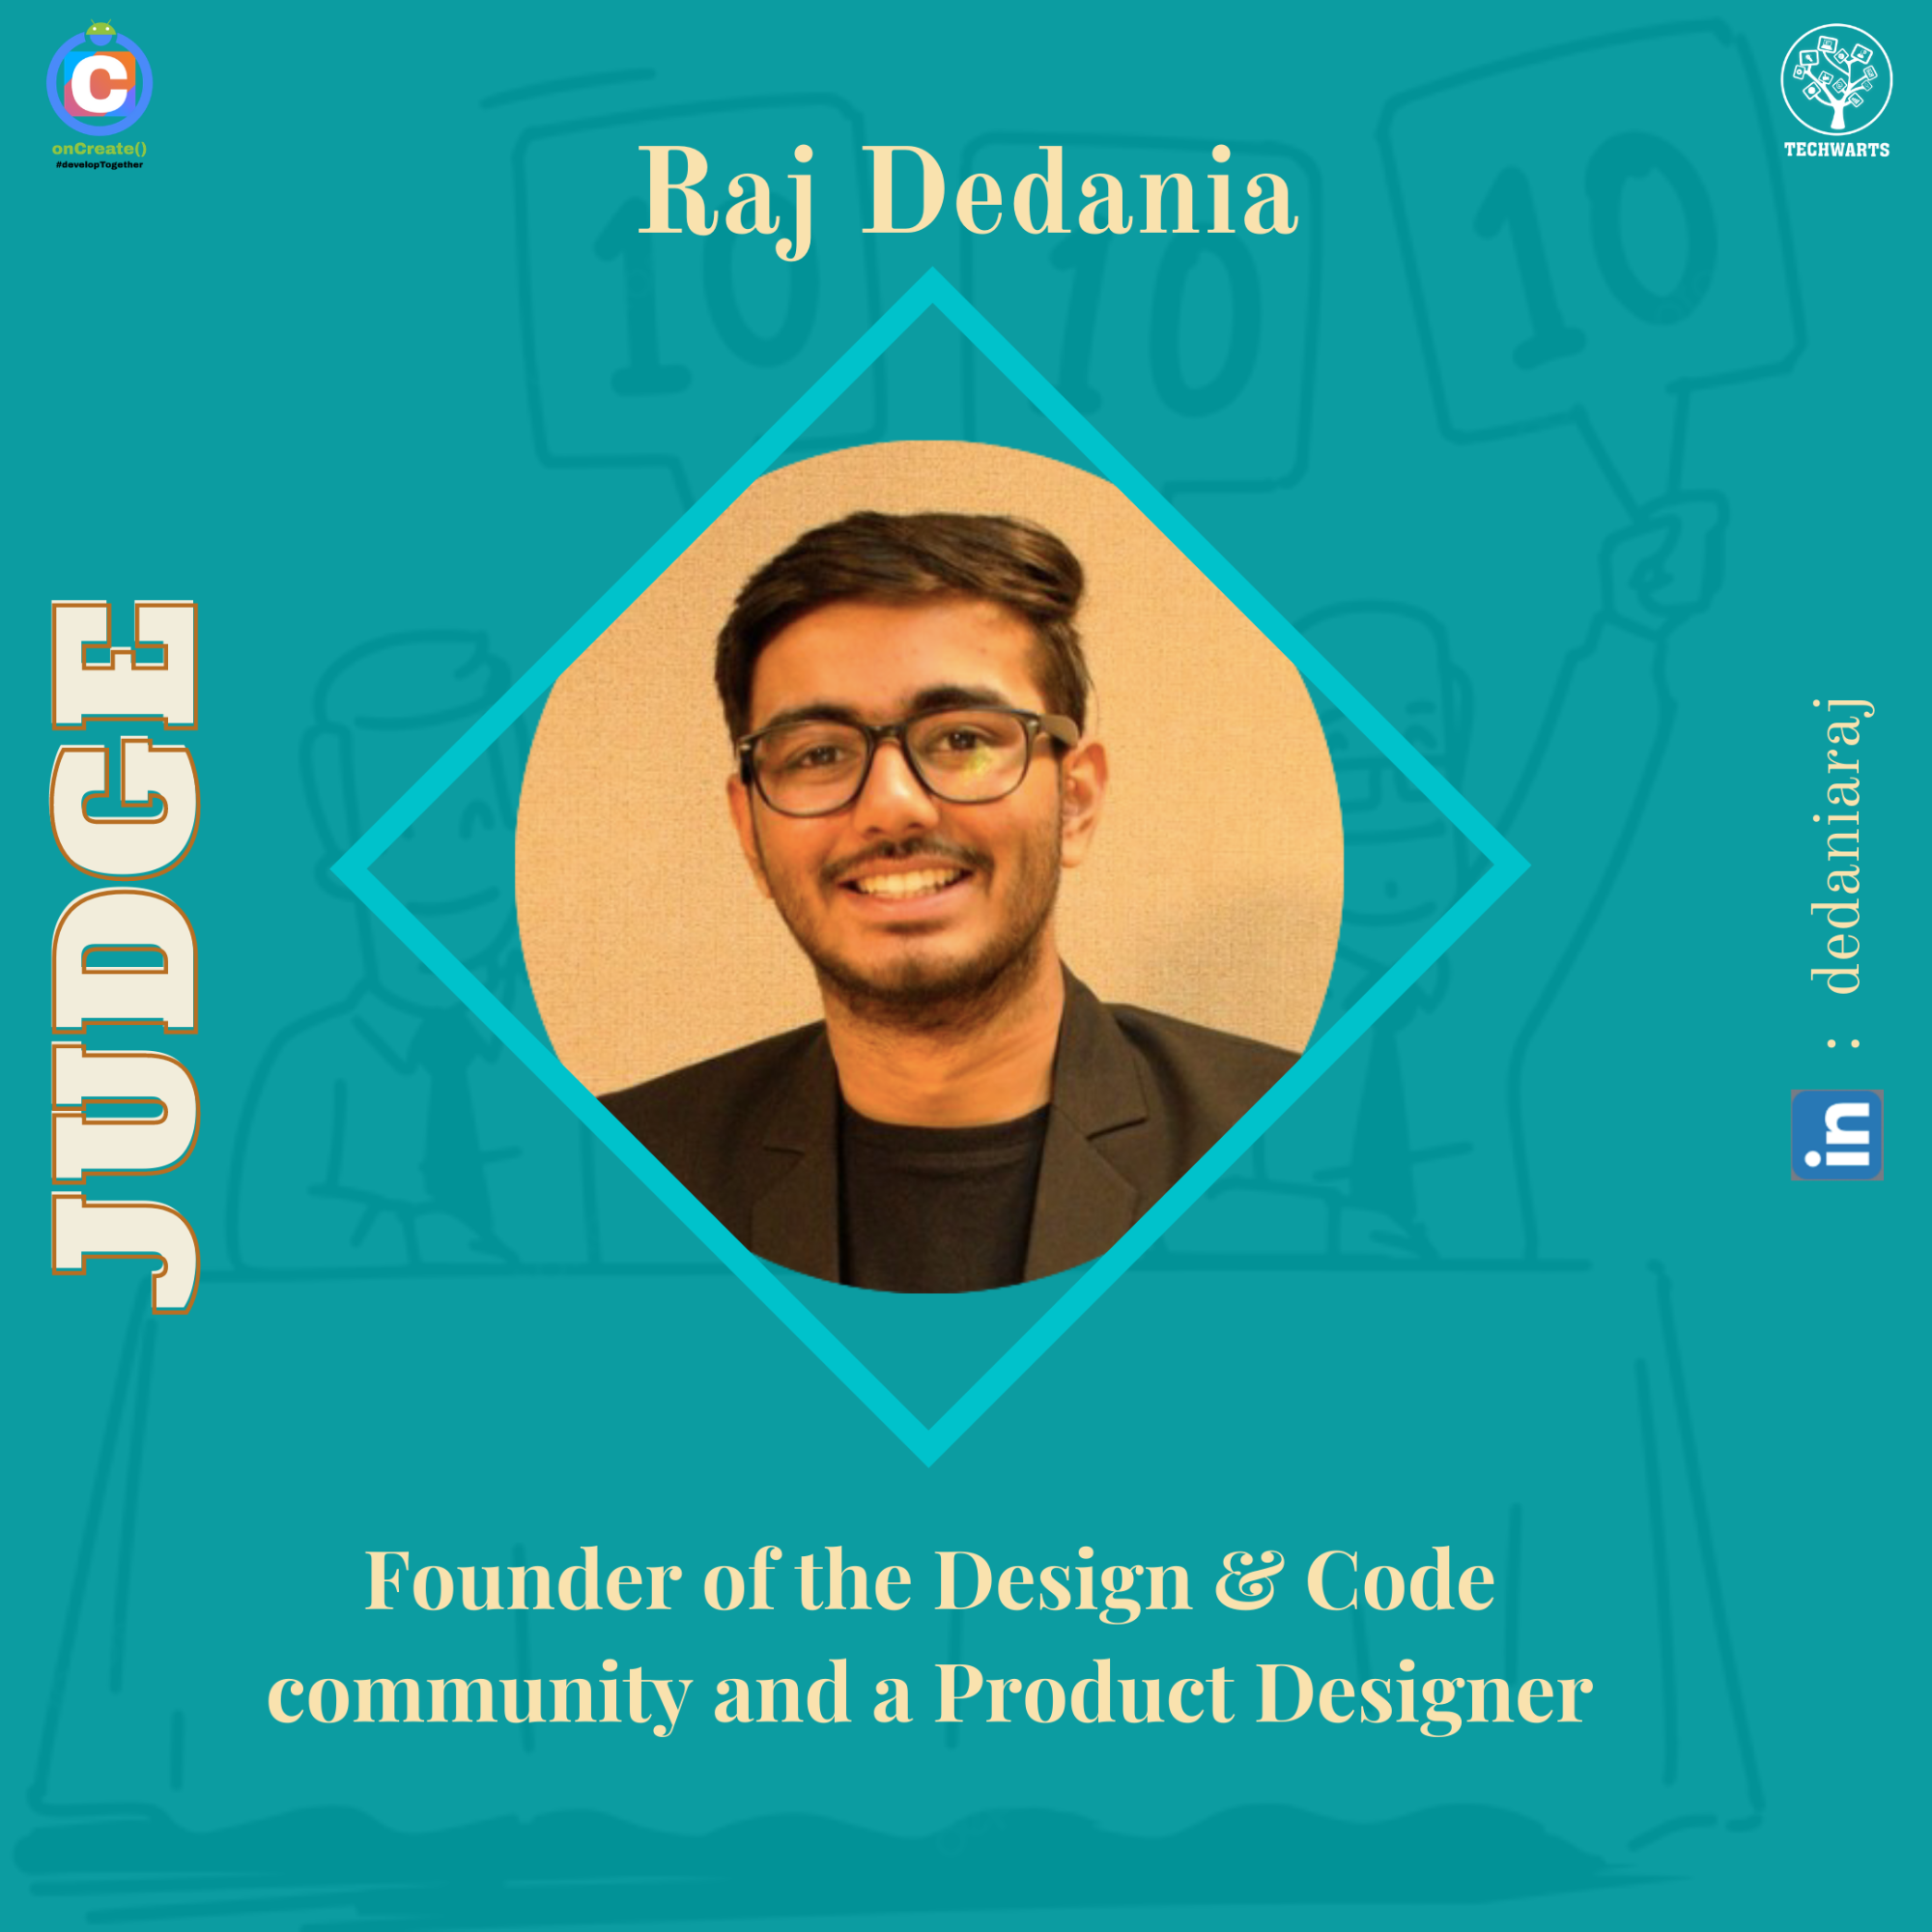 onCreate()
#developTogether
TECHWARTS
Raj Dedania
10
10
10
JUDGE
in : dedaniaraj
Founder of the Design & Code
community and a Product Designer